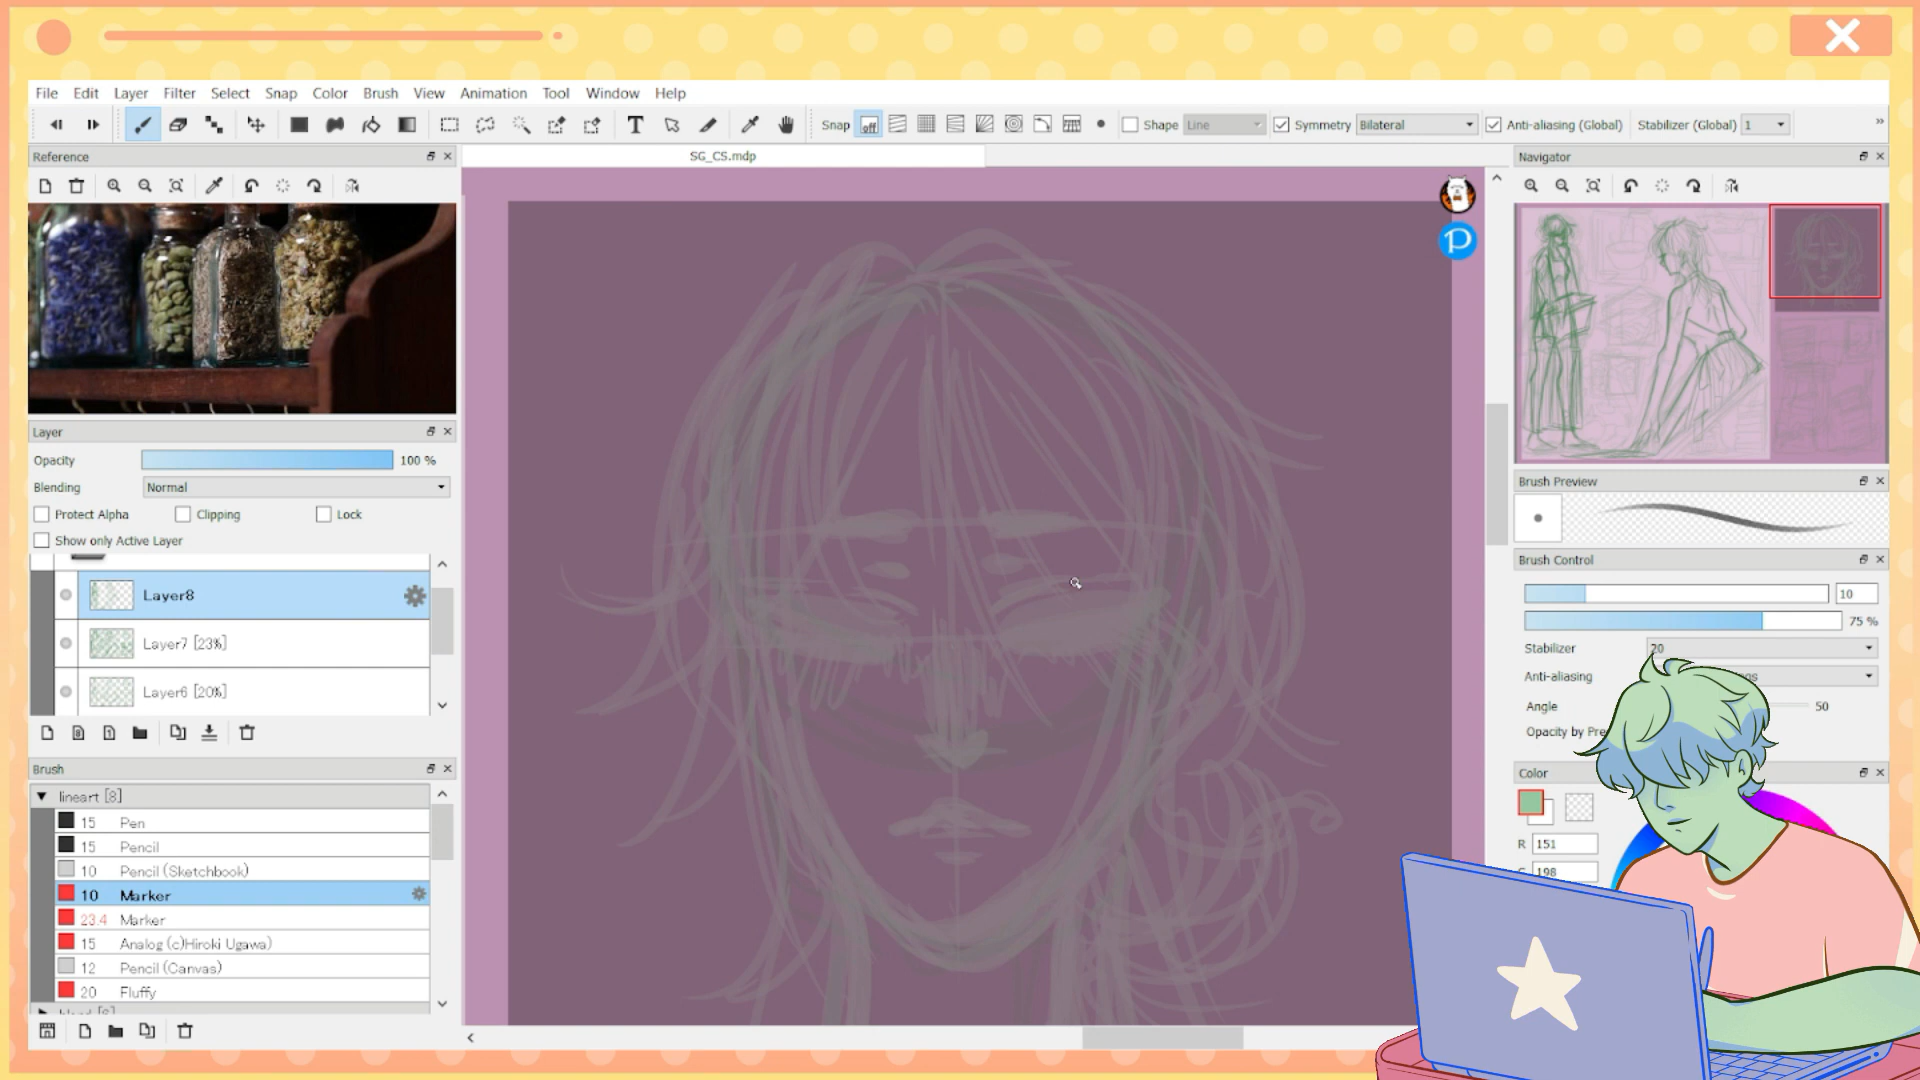 File Edit Layer Filter Select Snap Color Brush View Animation Tool Window Help
T Snap off Shape Line Symmetry Bilateral Anti-aliasing (Global) Stabilizer (Global) 1 »
Reference
SG_CS.mdp
Navigator
Layer
Opacity 100 %
Blending Normal
Protect Alpha Clipping Lock
Show only Active Layer
Layer8
Layer7 [23%]
Layer6 [20%]
Brush
lineart [8]
15 Pen
15 Pencil
10 Pencil (Sketchbook)
10 Marker
23.4 Marker
15 Analog (c)Hiroki Ugawa)
12 Pencil (Canvas)
20 Fluffy
Brush Preview
Brush Control
10
75 %
Stabilizer 20
Anti-aliasing
Angle 50
Opacity by Pre
Color
R 151
198